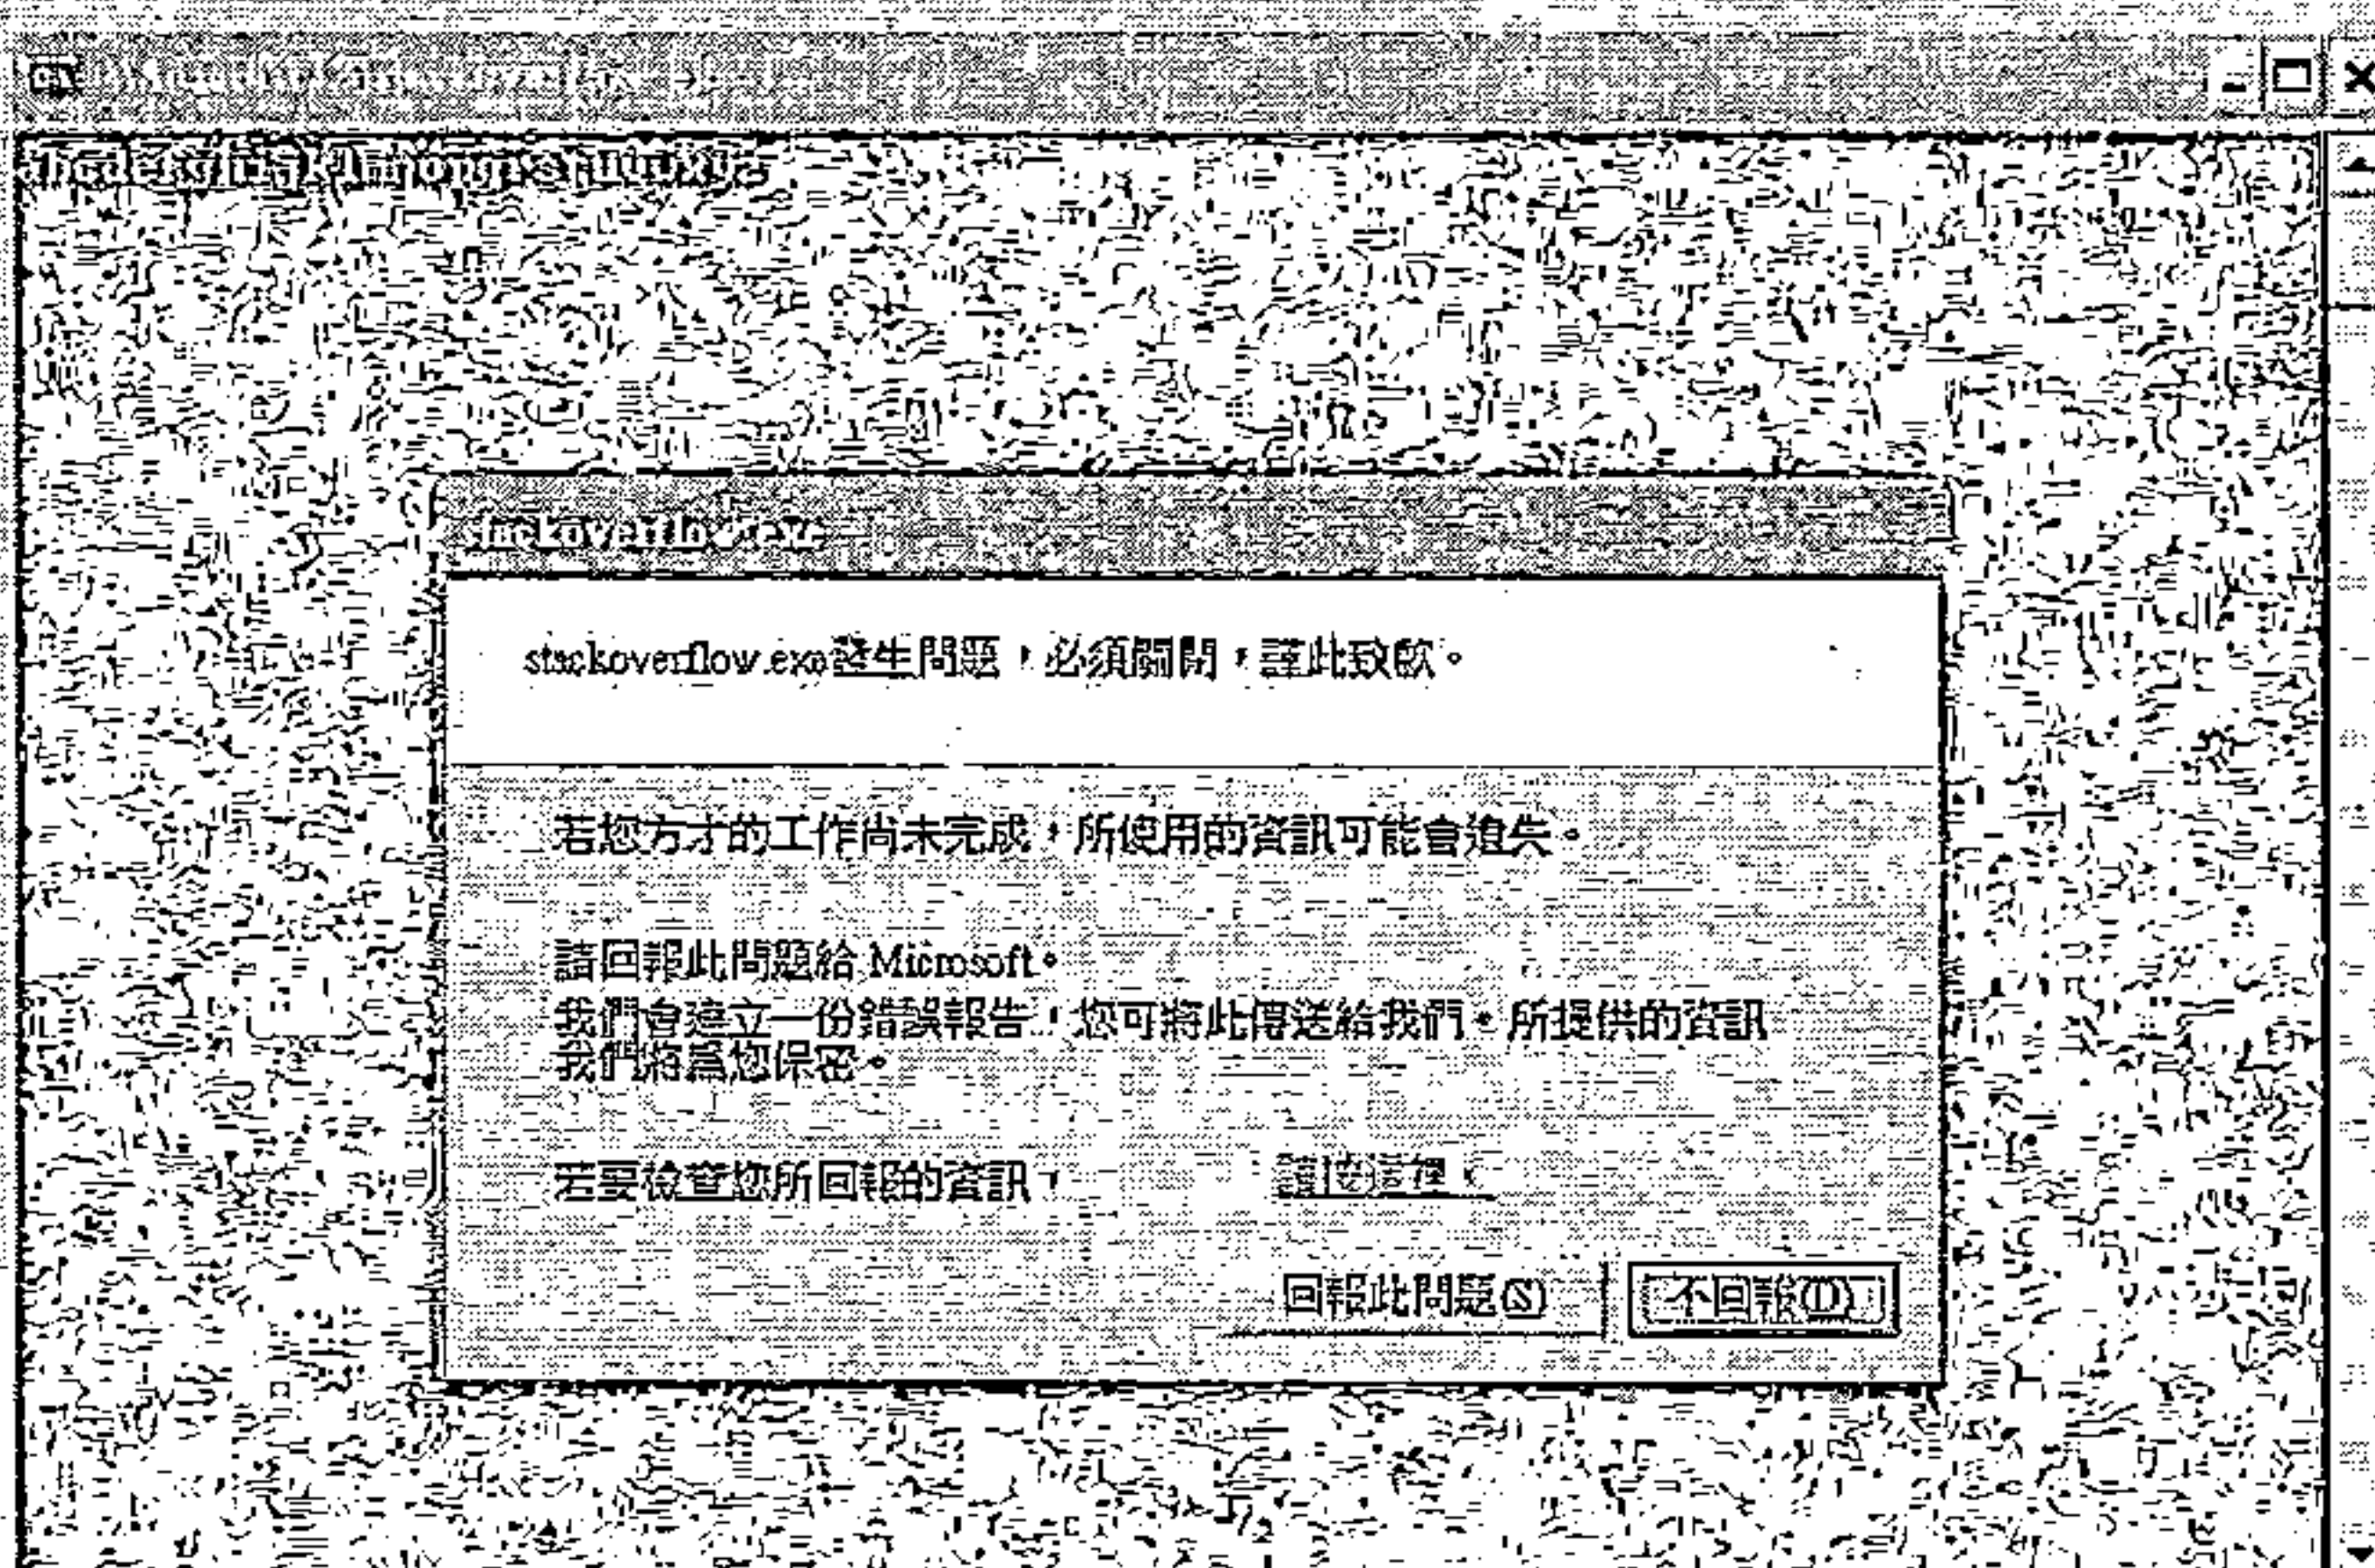 stackoverflow.exe
stackoverflow.exe發生問題，必須關閉，謹此致歉。
若您方才的工作尚未完成，所使用的資訊可能會遺失。
請回報此問題給 Microsoft。
我們會建立一份錯誤報告，您可將此傳送給我們。所提供的資訊
我們將為您保密。
若要檢查您所回報的資訊，請按這裡。
回報此問題(S) 不回報(D)